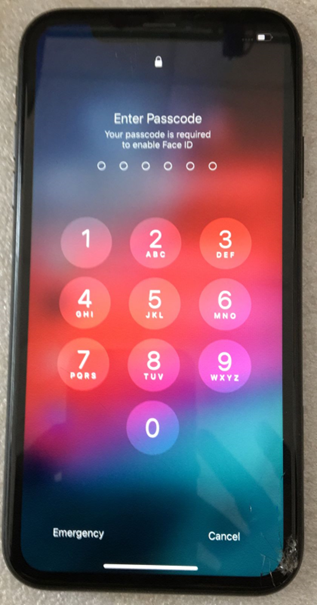 Enter Passcode
Your passcode is required
to enable Face ID
1 2 3
ABC DEF
4 5 6
GHI JKL MNO
7 8 9
PQRS TUV WXYZ
0
Emergency Cancel